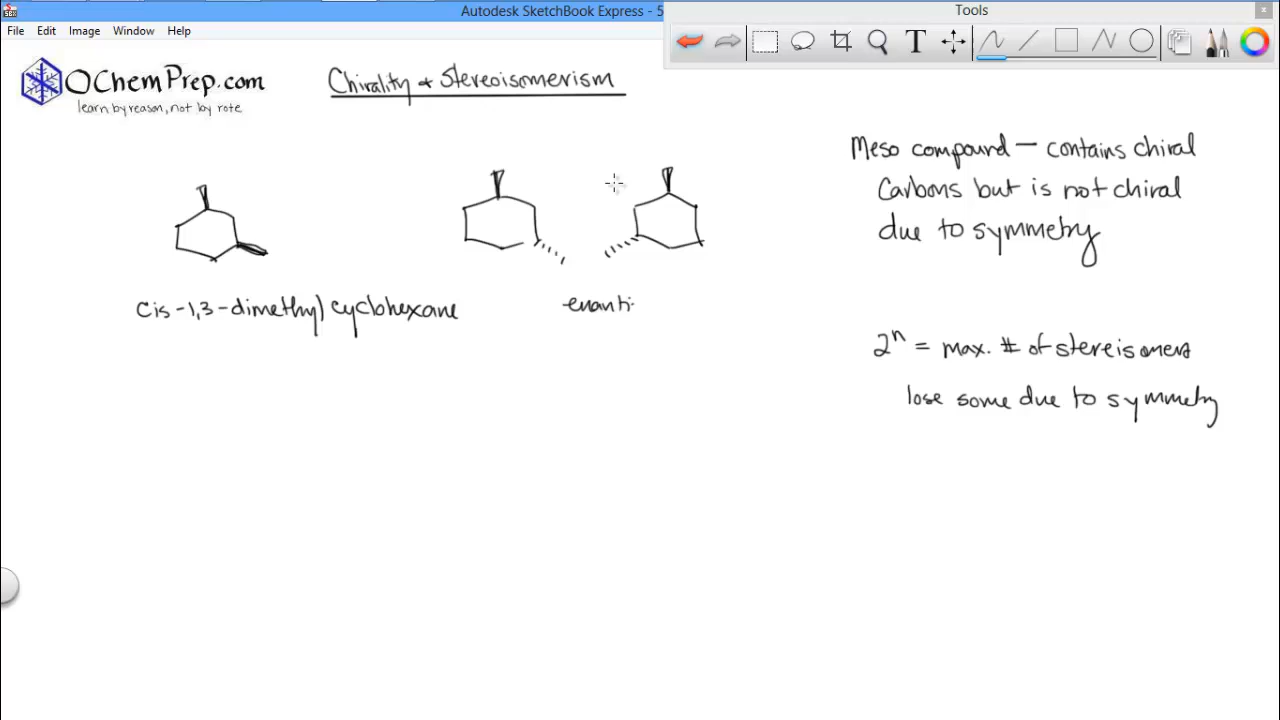 Autodesk SketchBook Express - 5
Tools
File Edit Image Window Help
T
OChemPrep.com
learn by reason, not by rote
Chirality + Stereoisomerism
Meso compound — contains chiral
Carbons but is not chiral
due to symmetry
cis-1,3-dimethyl cyclohexane
enanti
2ⁿ = max. # of stereisomers
lose some due to symmetry